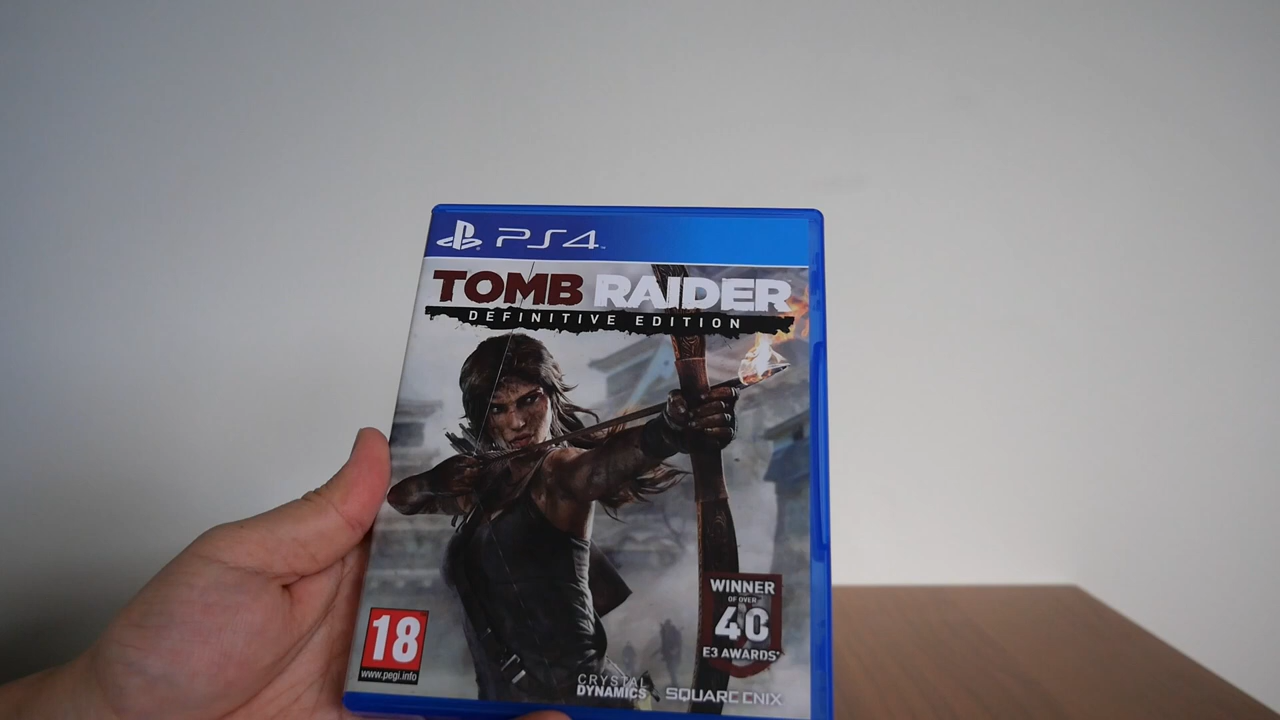 PS4
TOMB RAIDER
DEFINITIVE EDITION
WINNER
OF OVER
40
E3 AWARDS*
18
www.pegi.info
CRYSTAL
DYNAMICS
SQUARE ENIX